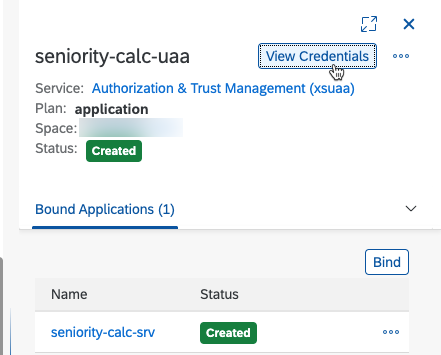 seniority-calc-uaa
View Credentials
Service: Authorization & Trust Management (xsuaa)
Plan: application
Space:
Status: Created
Bound Applications (1)
Bind
Name Status
seniority-calc-srv Created